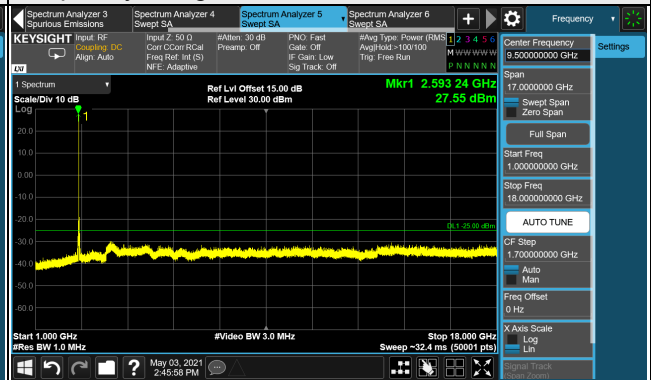 Spectrum Analyzer 3
Spurious Emissions
Spectrum Analyzer 4
Swept SA
Spectrum Analyzer 5
Swept SA
Spectrum Analyzer 6
Swept SA
+
Frequency
KEYSIGHT
Input: RF
Coupling: DC
Align: Auto
Input Z: 50 Ω
Corr CCorr RCal
Freq Ref: Int (S)
NFE: Adaptive
#Atten: 30 dB
Preamp: Off
PNO: Fast
Gate: Off
IF Gain: Low
Sig Track: Off
#Avg Type: Power (RMS
Avg|Hold:>100/100
Trig: Free Run
1 2 3 4 5 6
M W W W W W
P N N N N N
LXI
1 Spectrum
Scale/Div 10 dB
Log
Ref Lvl Offset 15.00 dB
Ref Level 30.00 dBm
Mkr1 2.593 24 GHz
27.55 dBm
1
20.0
10.0
0.00
-10.0
-20.0
-30.0
-40.0
-50.0
-60.0
DL1 -25.00 dBm
Start 1.000 GHz
#Res BW 1.0 MHz
#Video BW 3.0 MHz
Stop 18.000 GHz
Sweep ~32.4 ms (50001 pts)
May 03, 2021
2:45:58 PM
?
Center Frequency
9.500000000 GHz
Settings
Span
17.0000000 GHz
Swept Span
Zero Span
Full Span
Start Freq
1.000000000 GHz
Stop Freq
18.000000000 GHz
AUTO TUNE
CF Step
1.700000000 GHz
Auto
Man
Freq Offset
0 Hz
X Axis Scale
Log
Lin
Signal Track
(Span Zoom)